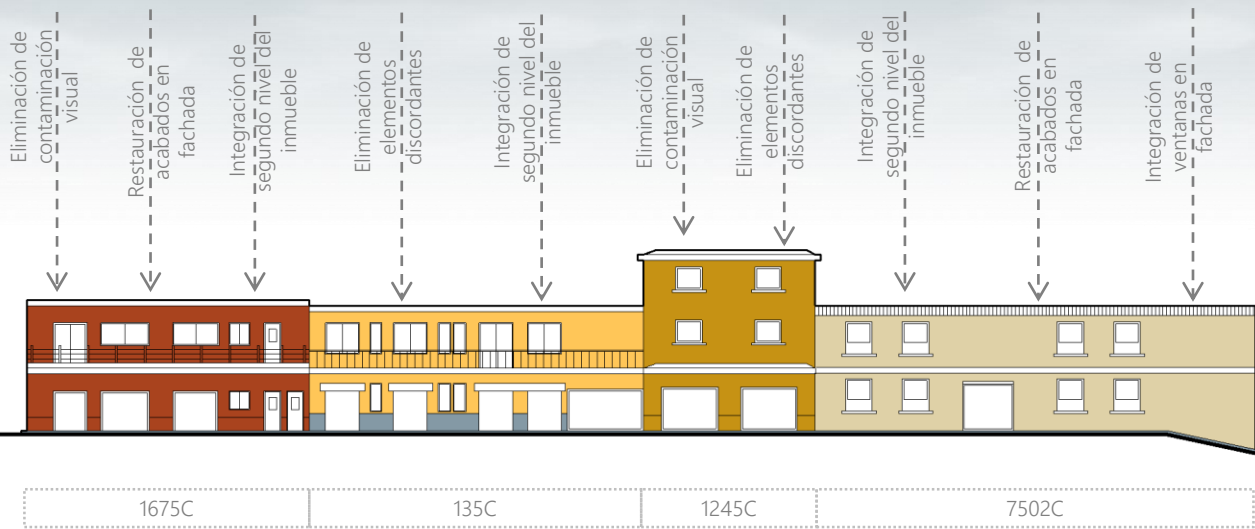 Eliminación de
contaminación
visual
Restauración de
acabados en
fachada
Integración de
segundo nivel del
inmueble
Eliminación de
elementos
discordantes
Integración de
segundo nivel del
inmueble
Eliminación de
contaminación
visual
Eliminación de
elementos
discordantes
Integración de
segundo nivel del
inmueble
Restauración de
acabados en
fachada
Integración de
ventanas en
fachada
1675C
135C
1245C
7502C